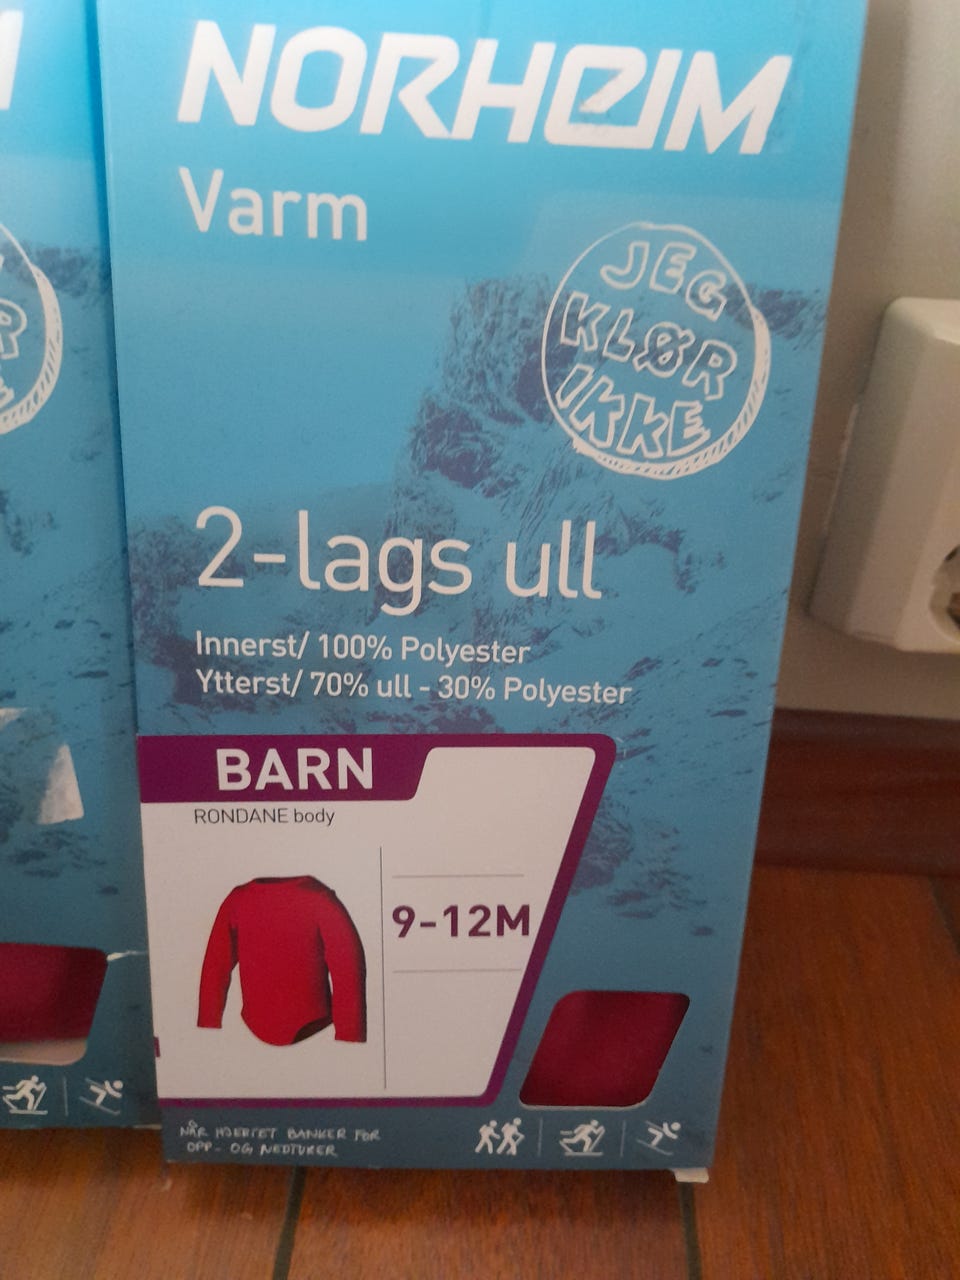 NORHEIM
Varm
JEG
KLØR
IKKE
2-lags ull
Innerst/ 100% Polyester
Ytterst/ 70% ull - 30% Polyester
BARN
RONDANE body
9-12M
NÅR HJERTET BANKER FOR
OPP- OG NEDTURER